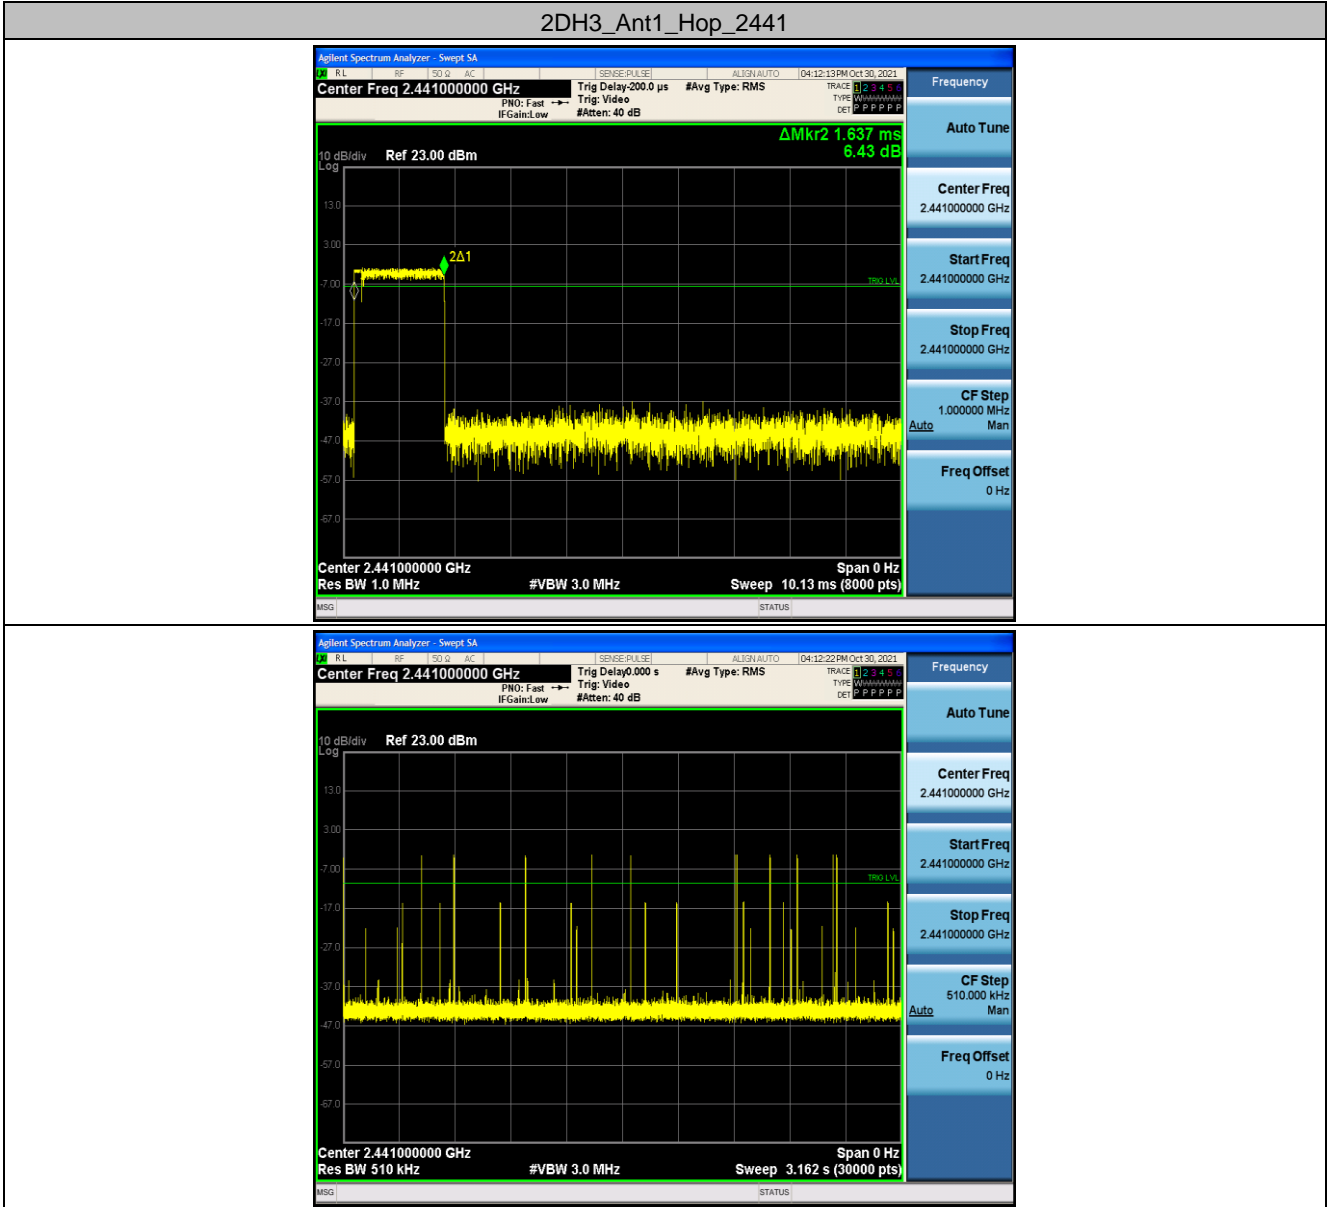 2DH3_Ant1_Hop_2441
Agilent Spectrum Analyzer - Swept SA
RL RF 50 Ω AC SENSE:PULSE ALIGN AUTO 04:12:13 PM Oct 30, 2021
Center Freq 2.441000000 GHz
PNO: Fast
IFGain:Low
Trig Delay-200.0 µs
Trig: Video
#Atten: 40 dB
#Avg Type: RMS
TRACE 1 2 3 4 5 6
TYPE
DET P P P P P P
ΔMkr2 1.637 ms
6.43 dB
10 dB/div Ref 23.00 dBm
Log
13.0
3.00
-7.00
-17.0
-27.0
-37.0
-47.0
-57.0
-67.0
2Δ1
TRIG LVL
Center 2.441000000 GHz Span 0 Hz
Res BW 1.0 MHz #VBW 3.0 MHz Sweep 10.13 ms (8000 pts)
MSG STATUS
Frequency
Auto Tune
Center Freq
2.441000000 GHz
Start Freq
2.441000000 GHz
Stop Freq
2.441000000 GHz
CF Step
1.000000 MHz
Auto Man
Freq Offset
0 Hz
Agilent Spectrum Analyzer - Swept SA
RL RF 50 Ω AC SENSE:PULSE ALIGN AUTO 04:12:22 PM Oct 30, 2021
Center Freq 2.441000000 GHz
PNO: Fast
IFGain:Low
Trig Delay0.000 s
Trig: Video
#Atten: 40 dB
#Avg Type: RMS
TRACE 1 2 3 4 5 6
TYPE
DET P P P P P P
10 dB/div Ref 23.00 dBm
Log
13.0
3.00
-7.00
-17.0
-27.0
-37.0
-47.0
-57.0
-67.0
TRIG LVL
Center 2.441000000 GHz Span 0 Hz
Res BW 510 kHz #VBW 3.0 MHz Sweep 3.162 s (30000 pts)
MSG STATUS
Frequency
Auto Tune
Center Freq
2.441000000 GHz
Start Freq
2.441000000 GHz
Stop Freq
2.441000000 GHz
CF Step
510.000 kHz
Auto Man
Freq Offset
0 Hz